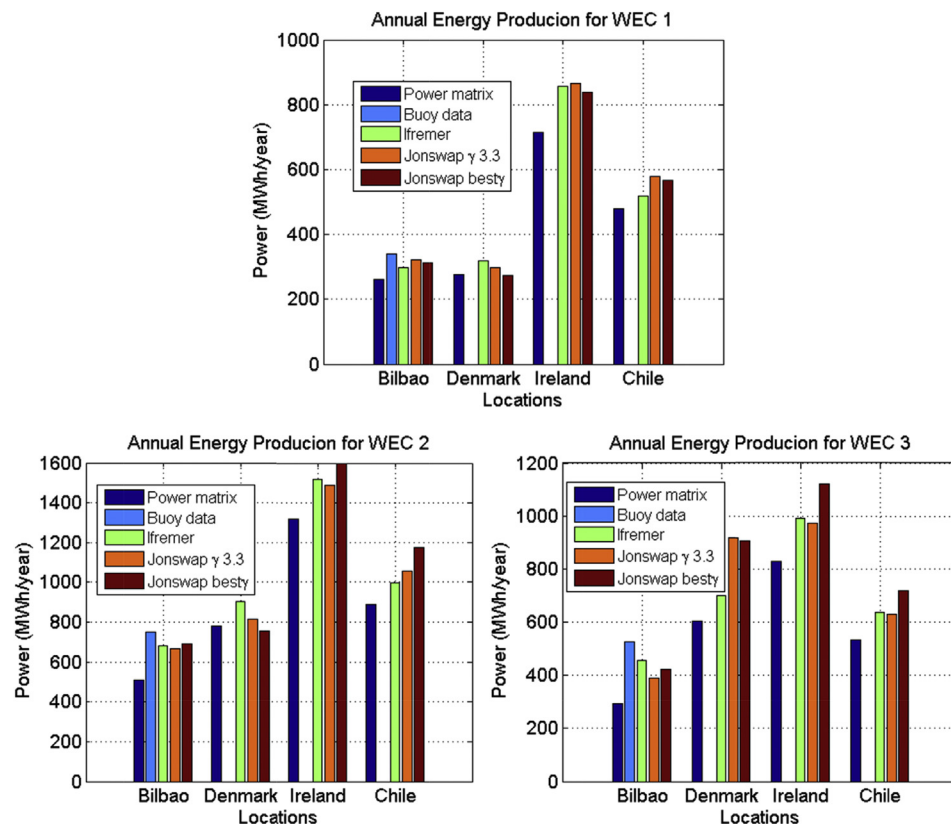 Annual Energy Producion for WEC 1
Power (MWh/year)
1000
800
600
400
200
0
Power matrix
Buoy data
Ifremer
Jonswap γ 3.3
Jonswap besty
Bilbao Denmark Ireland Chile
Locations
Annual Energy Producion for WEC 2
Power (MWh/year)
1600
1400
1200
1000
800
600
400
200
0
Power matrix
Buoy data
Ifremer
Jonswap γ 3.3
Jonswap besty
Bilbao Denmark Ireland Chile
Locations
Annual Energy Producion for WEC 3
Power (MWh/year)
1200
1000
800
600
400
200
0
Power matrix
Buoy data
Ifremer
Jonswap γ 3.3
Jonswap besty
Bilbao Denmark Ireland Chile
Locations